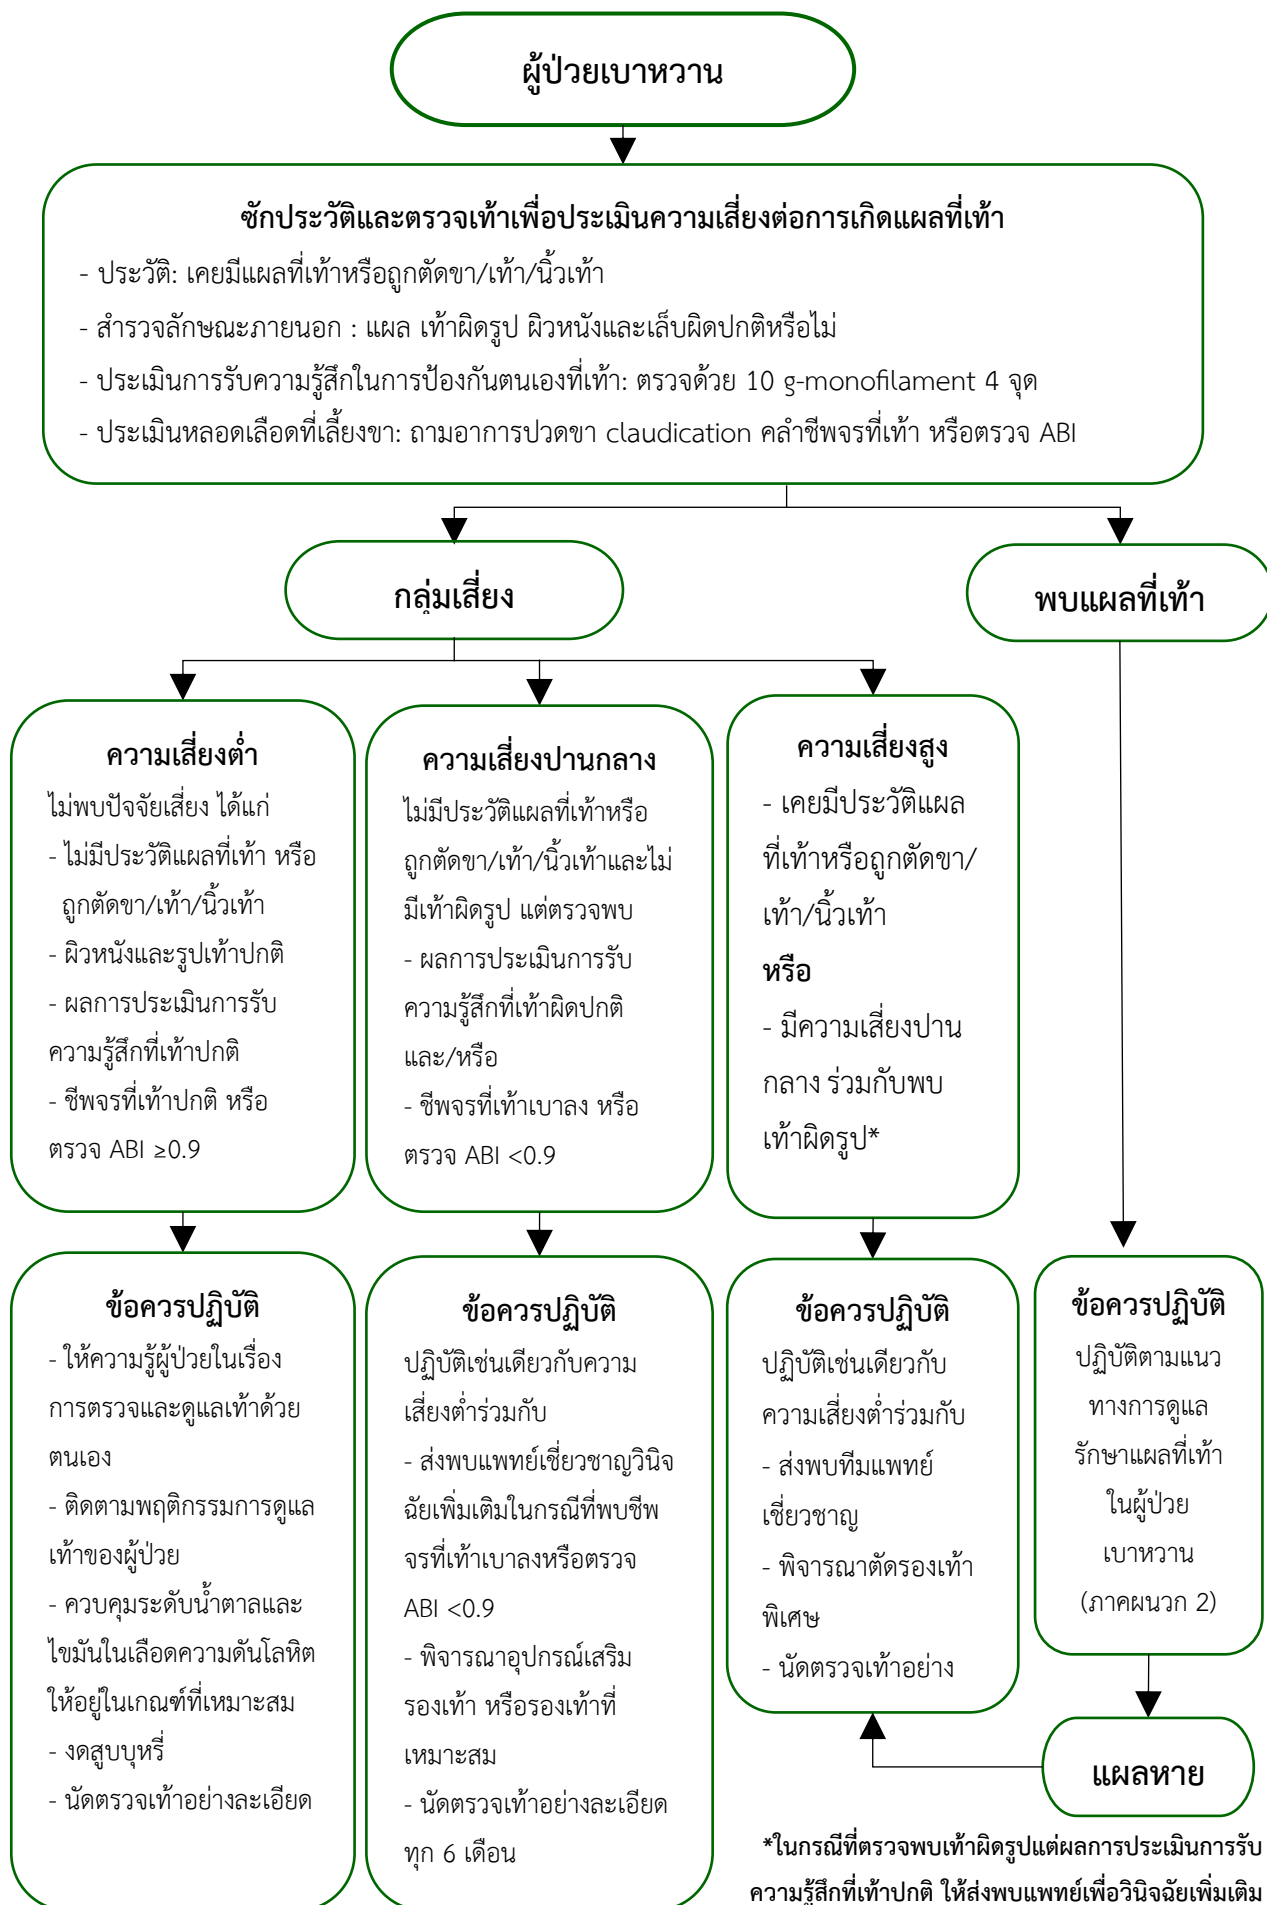 ผู้ป่วยเบาหวาน
ซักประวัติและตรวจเท้าเพื่อประเมินความเสี่ยงต่อการเกิดแผลที่เท้า
- ประวัติ: เคยมีแผลที่เท้าหรือถูกตัดขา/เท้า/นิ้วเท้า
- สำรวจลักษณะภายนอก : แผล เท้าผิดรูป ผิวหนังและเล็บผิดปกติหรือไม่
- ประเมินการรับความรู้สึกในการป้องกันตนเองที่เท้า: ตรวจด้วย 10 g-monofilament 4 จุด
- ประเมินหลอดเลือดที่เลี้ยงขา: ถามอาการปวดขา claudication คลำชีพจรที่เท้า หรือตรวจ ABI
กลุ่มเสี่ยง
พบแผลที่เท้า
ความเสี่ยงต่ำ
ไม่พบปัจจัยเสี่ยง ได้แก่
- ไม่มีประวัติแผลที่เท้า หรือ
ถูกตัดขา/เท้า/นิ้วเท้า
- ผิวหนังและรูปเท้าปกติ
- ผลการประเมินการรับ
ความรู้สึกที่เท้าปกติ
- ชีพจรที่เท้าปกติ หรือ
ตรวจ ABI ≥0.9
ความเสี่ยงปานกลาง
ไม่มีประวัติแผลที่เท้าหรือ
ถูกตัดขา/เท้า/นิ้วเท้าและไม่
มีเท้าผิดรูป แต่ตรวจพบ
- ผลการประเมินการรับ
ความรู้สึกที่เท้าผิดปกติ
และ/หรือ
- ชีพจรที่เท้าเบาลง หรือ
ตรวจ ABI <0.9
ความเสี่ยงสูง
- เคยมีประวัติแผล
ที่เท้าหรือถูกตัดขา/
เท้า/นิ้วเท้า
หรือ
- มีความเสี่ยงปาน
กลาง ร่วมกับพบ
เท้าผิดรูป*
ข้อควรปฏิบัติ
- ให้ความรู้ผู้ป่วยในเรื่อง
การตรวจและดูแลเท้าด้วย
ตนเอง
- ติดตามพฤติกรรมการดูแล
เท้าของผู้ป่วย
- ควบคุมระดับน้ำตาลและ
ไขมันในเลือดความดันโลหิต
ให้อยู่ในเกณฑ์ที่เหมาะสม
- งดสูบบุหรี่
- นัดตรวจเท้าอย่างละเอียด
ข้อควรปฏิบัติ
ปฏิบัติเช่นเดียวกับความ
เสี่ยงต่ำร่วมกับ
- ส่งพบแพทย์เชี่ยวชาญวินิจ
ฉัยเพิ่มเติมในกรณีที่พบชีพ
จรที่เท้าเบาลงหรือตรวจ
ABI <0.9
- พิจารณาอุปกรณ์เสริม
รองเท้า หรือรองเท้าที่
เหมาะสม
- นัดตรวจเท้าอย่างละเอียด
ทุก 6 เดือน
ข้อควรปฏิบัติ
ปฏิบัติเช่นเดียวกับ
ความเสี่ยงต่ำร่วมกับ
- ส่งพบทีมแพทย์
เชี่ยวชาญ
- พิจารณาตัดรองเท้า
พิเศษ
- นัดตรวจเท้าอย่าง
ข้อควรปฏิบัติ
ปฏิบัติตามแนว
ทางการดูแล
รักษาแผลที่เท้า
ในผู้ป่วย
เบาหวาน
(ภาคผนวก 2)
แผลหาย
*ในกรณีที่ตรวจพบเท้าผิดรูปแต่ผลการประเมินการรับ
ความรู้สึกที่เท้าปกติ ให้ส่งพบแพทย์เพื่อวินิจฉัยเพิ่มเติม